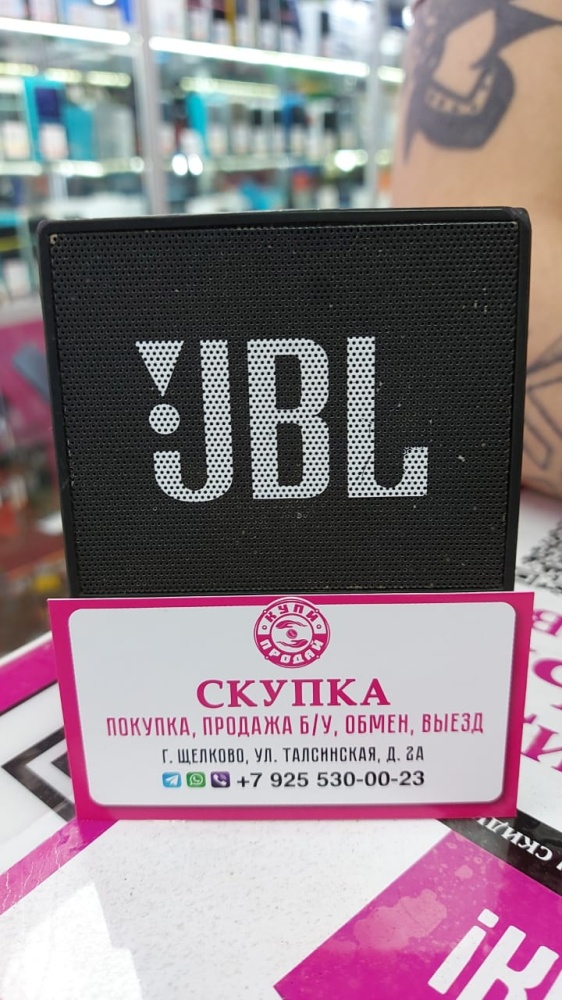 JBL
КУПИ
ПРОДАЙ
СКУПКА
ПОКУПКА, ПРОДАЖА Б/У, ОБМЕН, ВЫЕЗД
Г. ЩЕЛКОВО, УЛ. ТАЛСИНСКАЯ, Д. 2А
+7 925 530-00-23